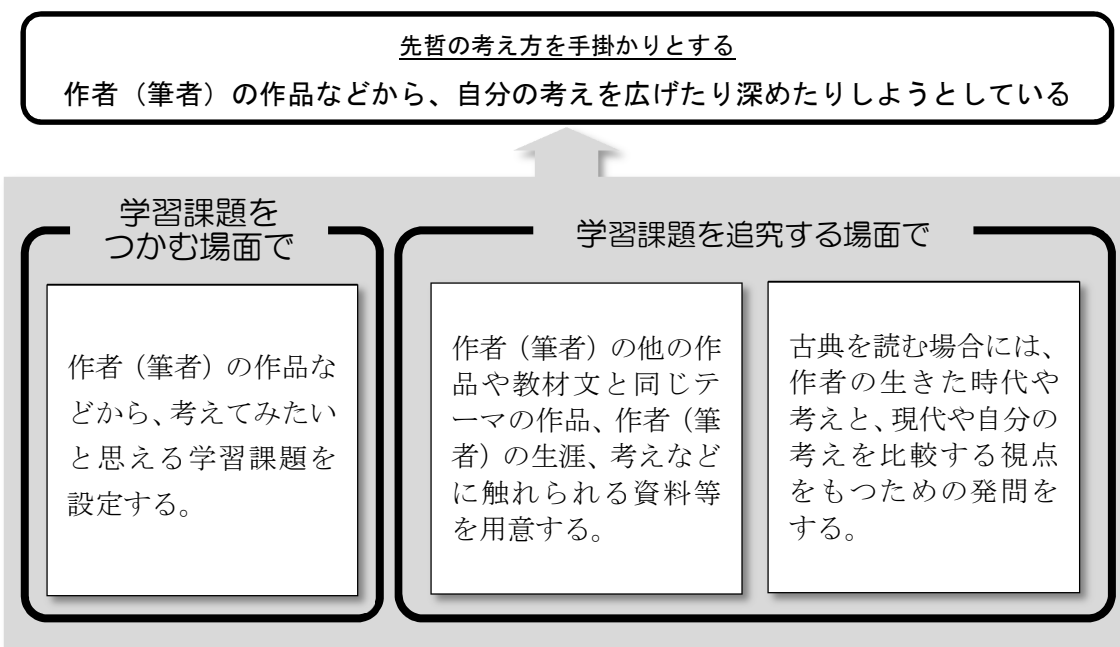 先哲の考え方を手掛かりとする
作者（筆者）の作品などから、自分の考えを広げたり深めたりしようとしている
学習課題を
つかむ場面で
作者（筆者）の作品な
どから、考えてみたい
と思える学習課題を
設定する。
学習課題を追究する場面で
作者（筆者）の他の作
品や教材文と同じテ
ーマの作品、作者（筆
者）の生涯、考えなど
に触れられる資料等
を用意する。
古典を読む場合には、
作者の生きた時代や
考えと、現代や自分の
考えを比較する視点
をもつための発問を
する。